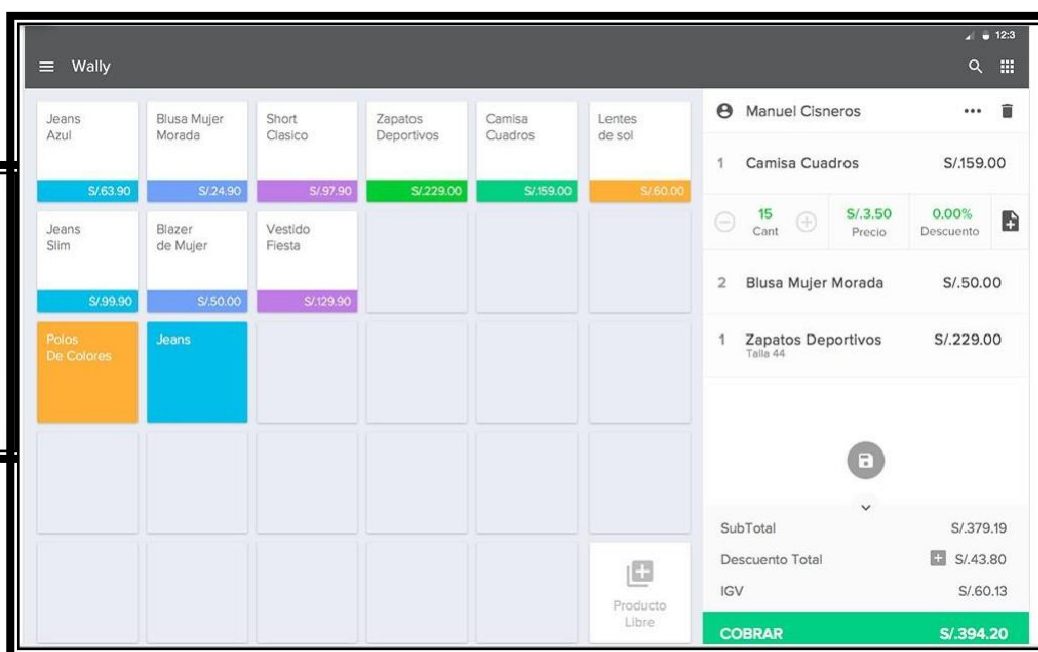 12:3
Wally
Jeans
Azul
S/.63.90
Blusa Mujer
Morada
S/.24.90
Short
Clasico
S/.97.90
Zapatos
Deportivos
S/.229.00
Camisa
Cuadros
S/.159.00
Lentes
de sol
S/.60.00
Jeans
Slim
S/.99.90
Blazer
de Mujer
S/.50.00
Vestido
Fiesta
S/.129.90
Polos
De Colores
Jeans
Producto
Libre
Manuel Cisneros
1 Camisa Cuadros S/.159.00
15 S/.3.50 0.00%
Cant Precio Descuento
2 Blusa Mujer Morada S/.50.00
1 Zapatos Deportivos S/.229.00
Talla 44
SubTotal S/.379.19
Descuento Total S/.43.80
IGV S/.60.13
COBRAR S/.394.20